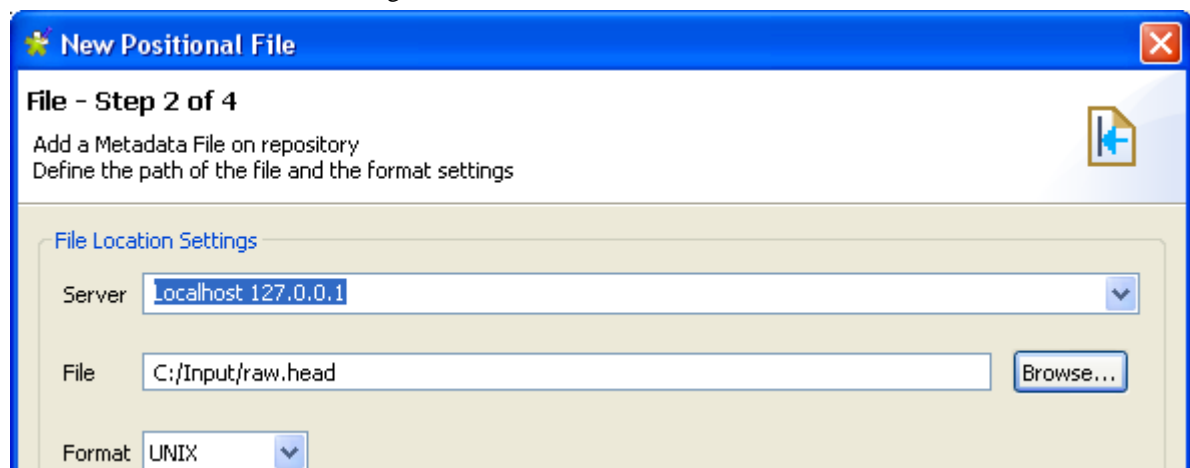 New Positional File
File - Step 2 of 4
Add a Metadata File on repository
Define the path of the file and the format settings
File Location Settings
Server Localhost 127.0.0.1
File C:/Input/raw.head Browse...
Format UNIX